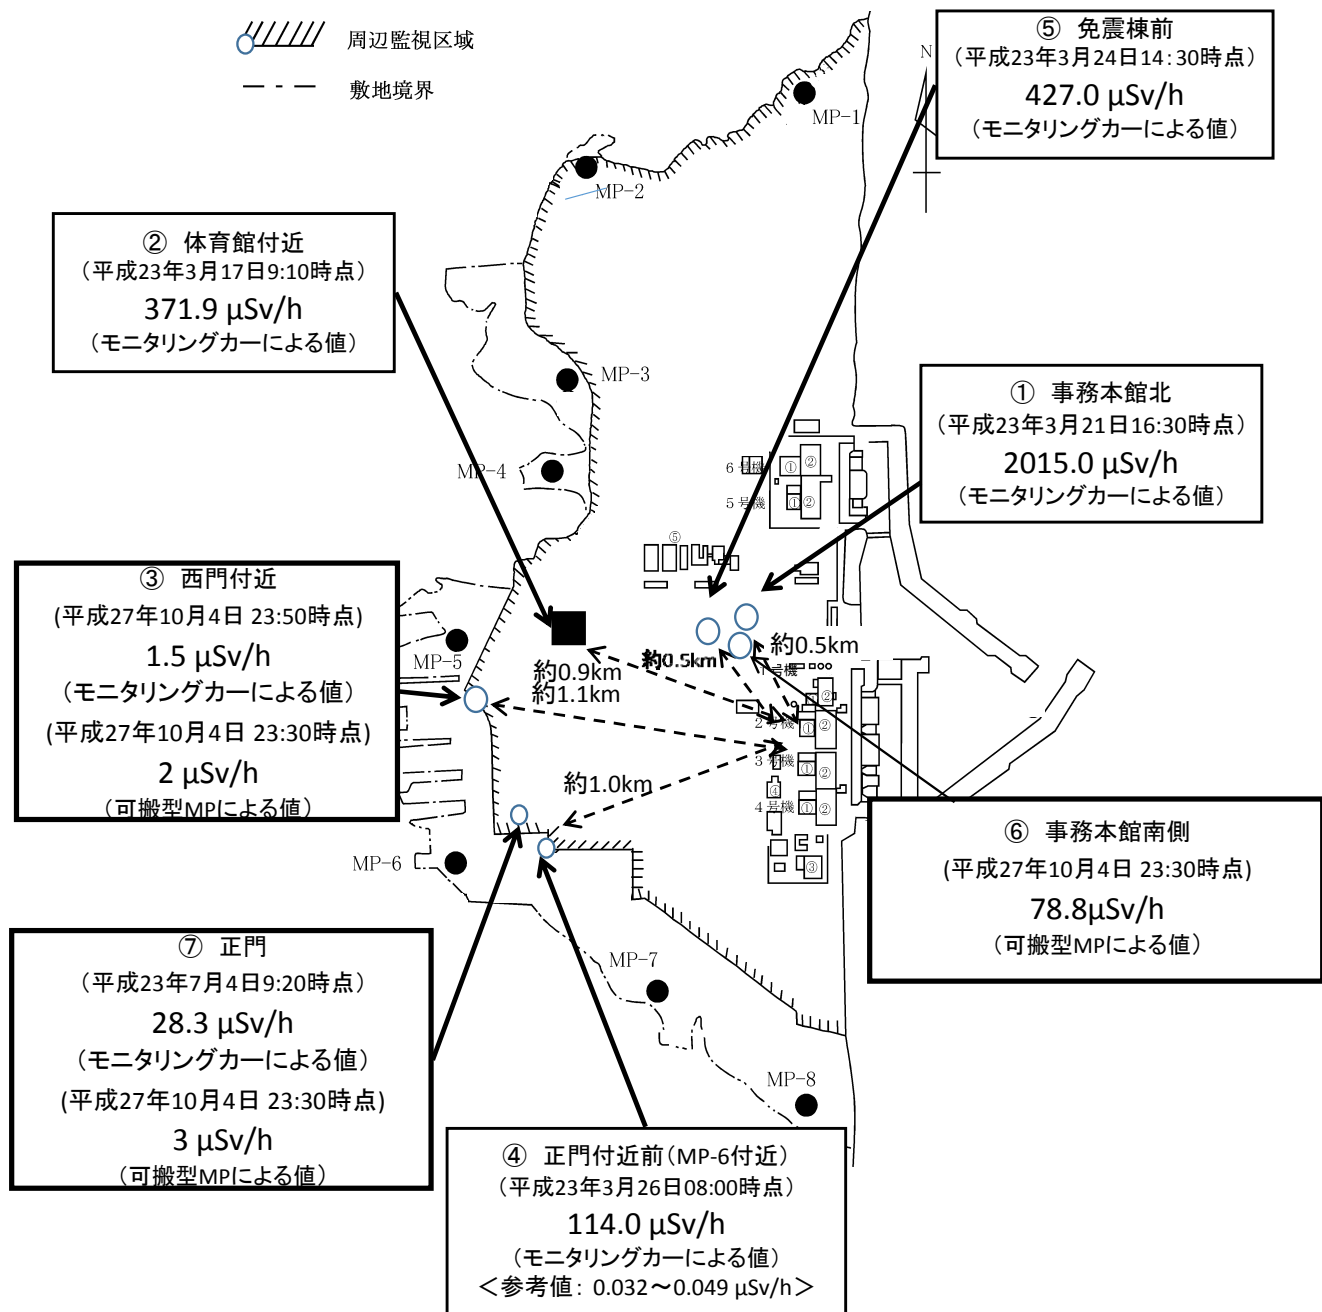 周辺監視区域
敷地境界
⑤ 免震棟前
(平成23年3月24日14:30時点)
427.0 μSv/h
(モニタリングカーによる値)
N
MP-1
MP-2
② 体育館付近
(平成23年3月17日9:10時点)
371.9 μSv/h
(モニタリングカーによる値)
MP-3
① 事務本館北
(平成23年3月21日16:30時点)
2015.0 μSv/h
(モニタリングカーによる値)
MP-4
6号機
①
②
5号機
①
②
⑤
③ 西門付近
(平成27年10月4日 23:50時点)
1.5 μSv/h
(モニタリングカーによる値)
(平成27年10月4日 23:30時点)
2 μSv/h
(可搬型MPによる値)
MP-5
約0.9km
約1.1km
約0.5km
約0.5km
1号機
②
2号機
①
②
3号機
①
②
約1.0km
④
4号機
①
②
③
MP-6
⑥ 事務本館南側
(平成27年10月4日 23:30時点)
78.8μSv/h
(可搬型MPによる値)
⑦ 正門
(平成23年7月4日9:20時点)
28.3 μSv/h
(モニタリングカーによる値)
(平成27年10月4日 23:30時点)
3 μSv/h
(可搬型MPによる値)
MP-7
MP-8
④ 正門付近前(MP-6付近)
(平成23年3月26日08:00時点)
114.0 μSv/h
(モニタリングカーによる値)
<参考値: 0.032~0.049 μSv/h>